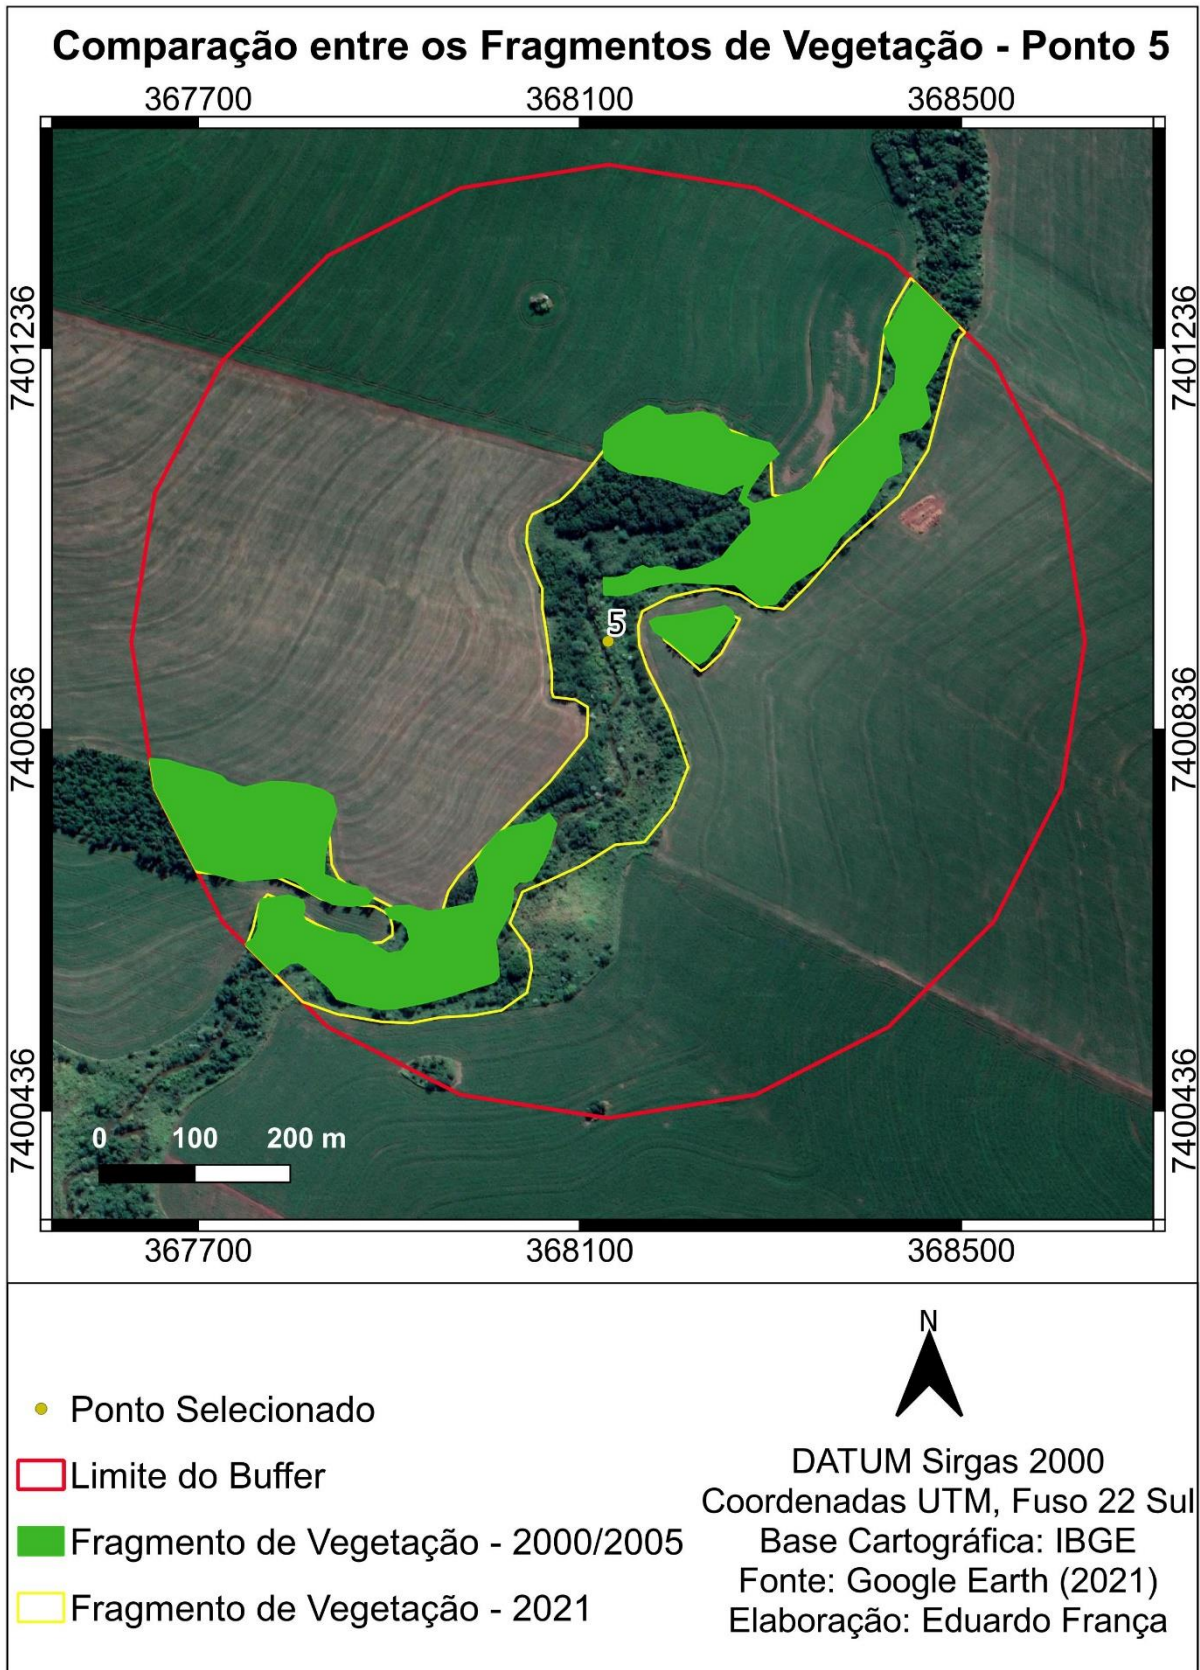 Comparação entre os Fragmentos de Vegetação - Ponto 5
367700 368100 368500
7401236 7401236
5
7400836 7400836
7400436 7400436
0 100 200 m
367700 368100 368500
N
Ponto Selecionado
Limite do Buffer
Fragmento de Vegetação - 2000/2005
Fragmento de Vegetação - 2021
DATUM Sirgas 2000
Coordenadas UTM, Fuso 22 Sul
Base Cartográfica: IBGE
Fonte: Google Earth (2021)
Elaboração: Eduardo França